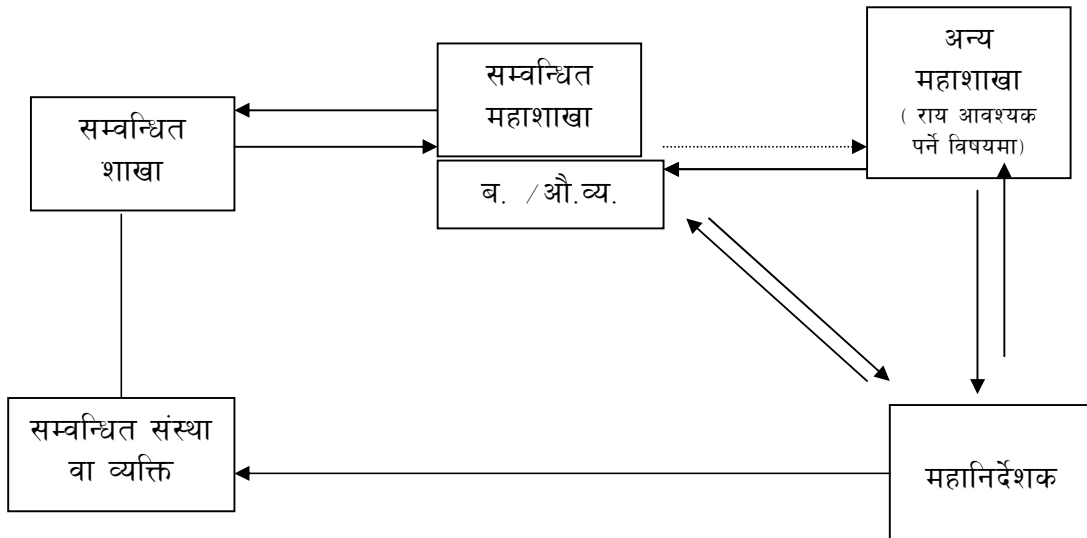 सम्वन्धित
शाखा
सम्वन्धित
महाशाखा
ब. /औ.व्य.
अन्य
महाशाखा
( राय आवश्यक
पर्ने विषयमा)
सम्वन्धित संस्था
वा व्यक्ति
महानिर्देशक